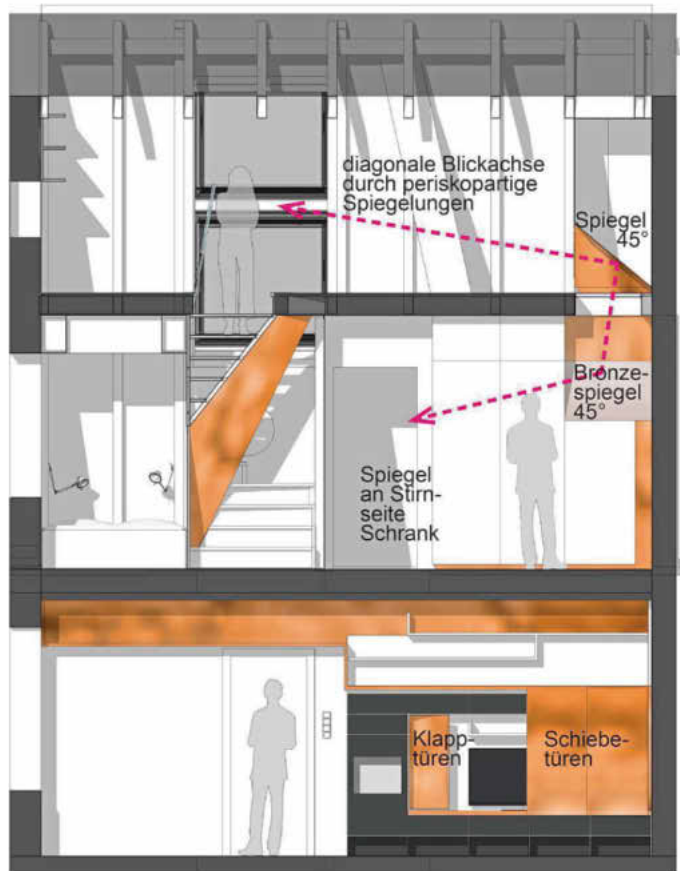 diagonale Blickachse
durch periskopartige
Spiegelungen
Spiegel
45°
Bronze-
spiegel
45°
Spiegel
an Stirn-
seite
Schrank
Klapp-
türen
Schiebe-
türen